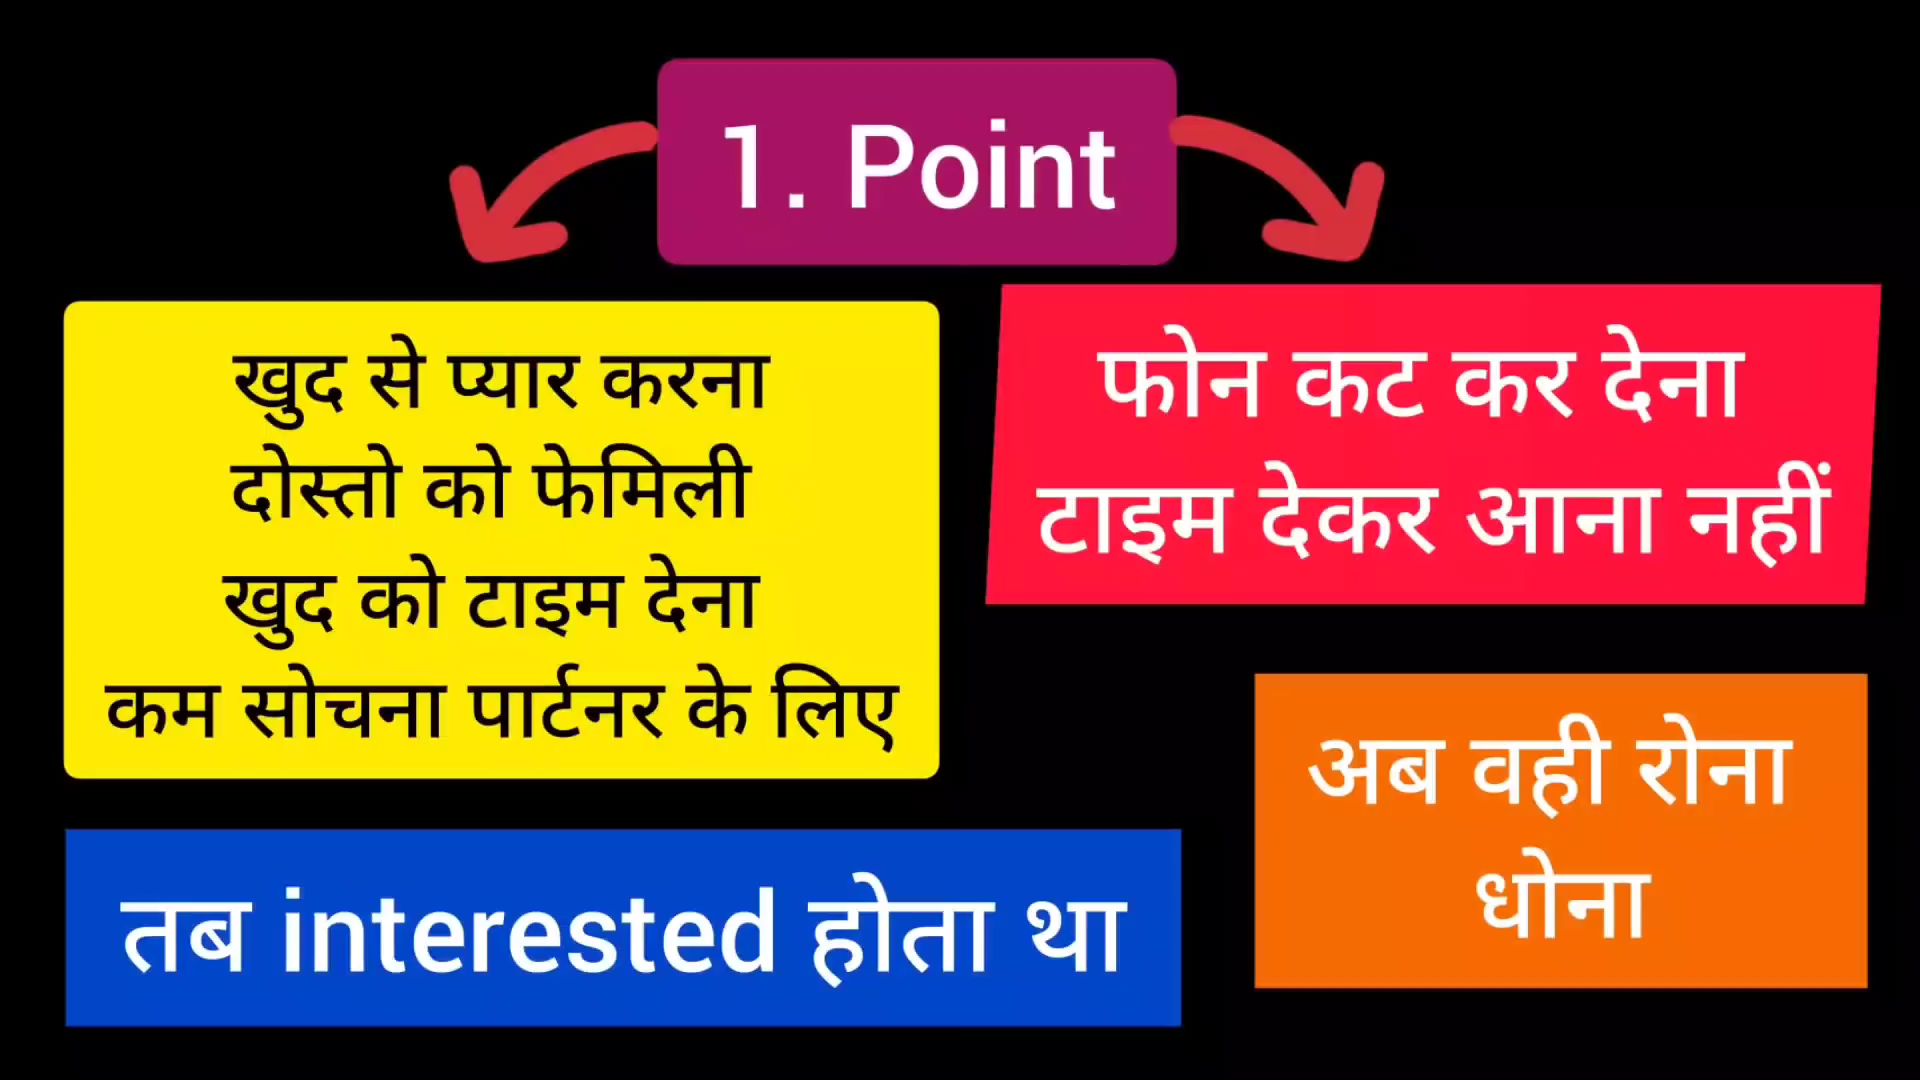 1. Point
खुद से प्यार करना
दोस्तो को फेमिली
खुद को टाइम देना
कम सोचना पार्टनर के लिए
फोन कट कर देना
टाइम देकर आना नहीं
अब वही रोना
धोना
तब interested होता था